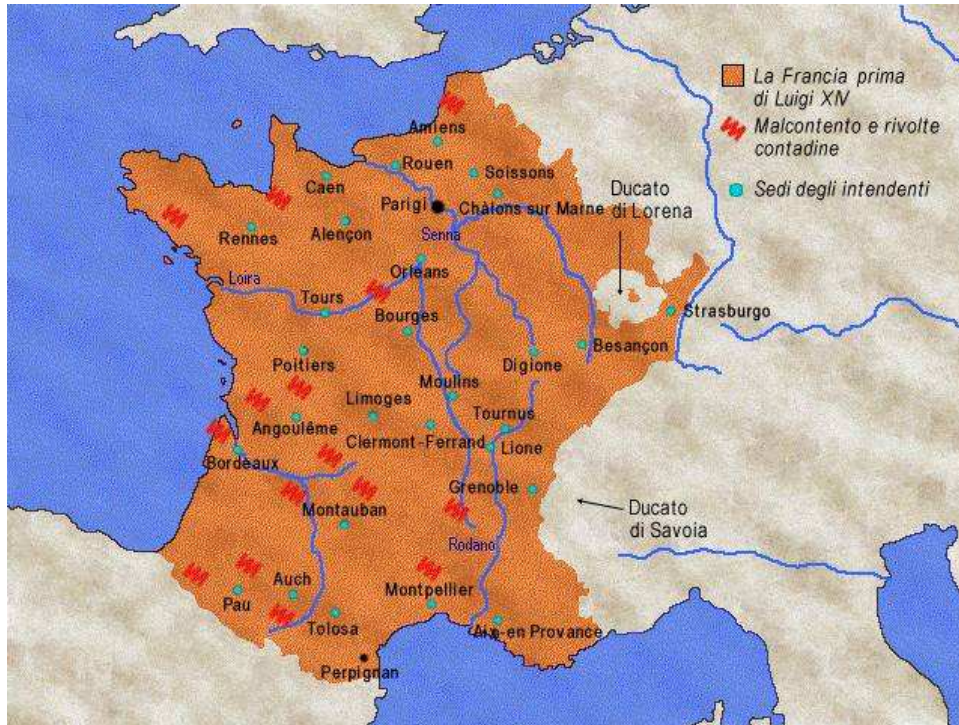 La Francia prima
di Luigi XIV
Malcontento e rivolte
contadine
Sedi degli intendenti
Amiens
Rouen
Soissons
Caen
Parigi
Châlons sur Marne
Ducato
di Lorena
Rennes
Alençon
Senna
Orleans
Loira
Tours
Bourges
Strasburgo
Besançon
Digione
Poitiers
Moulins
Limoges
Tournus
Angoulême
Clermont-Ferrand
Lione
Bordeaux
Grenoble
Montauban
Ducato
di Savoia
Rodano
Auch
Montpellier
Pau
Tolosa
Aix-en Provance
Perpignan